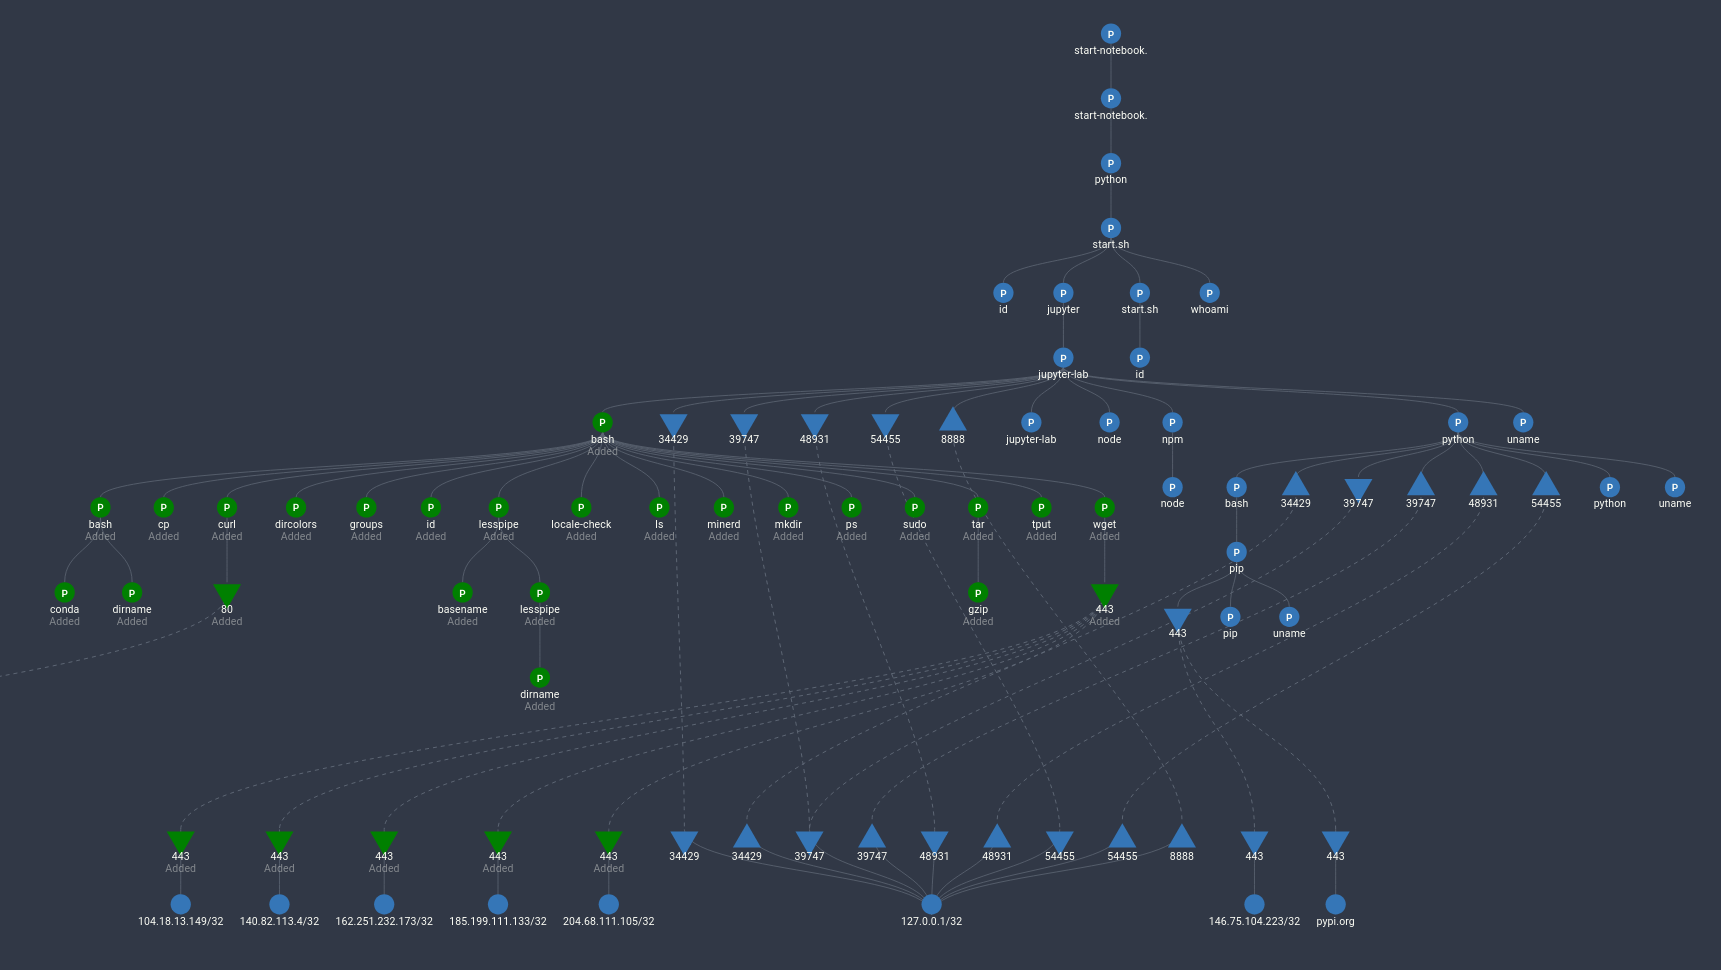 P
start-notebook.
P
start-notebook.
P
python
P
start.sh
P P P P
id jupyter start.sh whoami
P P
jupyter-lab id
P P P P P P
bash 34429 39747 48931 54455 8888 jupyter-lab node npm python uname
Added
P P P P
node bash 34429 39747 39747 48931 54455 python uname
P P P P P P P P P P P P P P P P
bash cp curl dircolors groups id lesspipe locale-check ls minerd mkdir ps sudo tar tput wget
Added Added Added Added Added Added Added Added Added Added Added Added Added Added Added Added
P
pip
P P P P P
conda dirname 80 basename lesspipe gzip 443
Added Added Added Added Added Added Added
P P
443 pip uname
P
dirname
Added
443 443 443 443 443 34429 34429 39747 39747 48931 48931 54455 54455 8888 443 443
Added Added Added Added Added
104.18.13.149/32 140.82.113.4/32 162.251.232.173/32 185.199.111.133/32 204.68.111.105/32 127.0.0.1/32 146.75.104.223/32 pypi.org